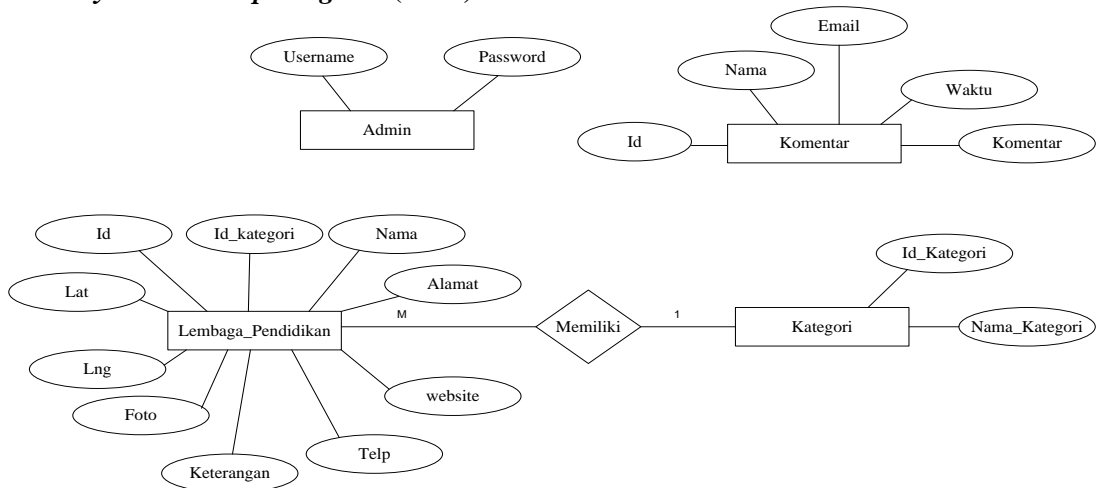 Email
Username
Password
Nama
Waktu
Admin
Id
Komentar
Komentar
Id
Id_kategori
Nama
Id_Kategori
Lat
Alamat
M
1
Lembaga_Pendidikan
Memiliki
Kategori
Nama_Kategori
Lng
website
Foto
Telp
Keterangan